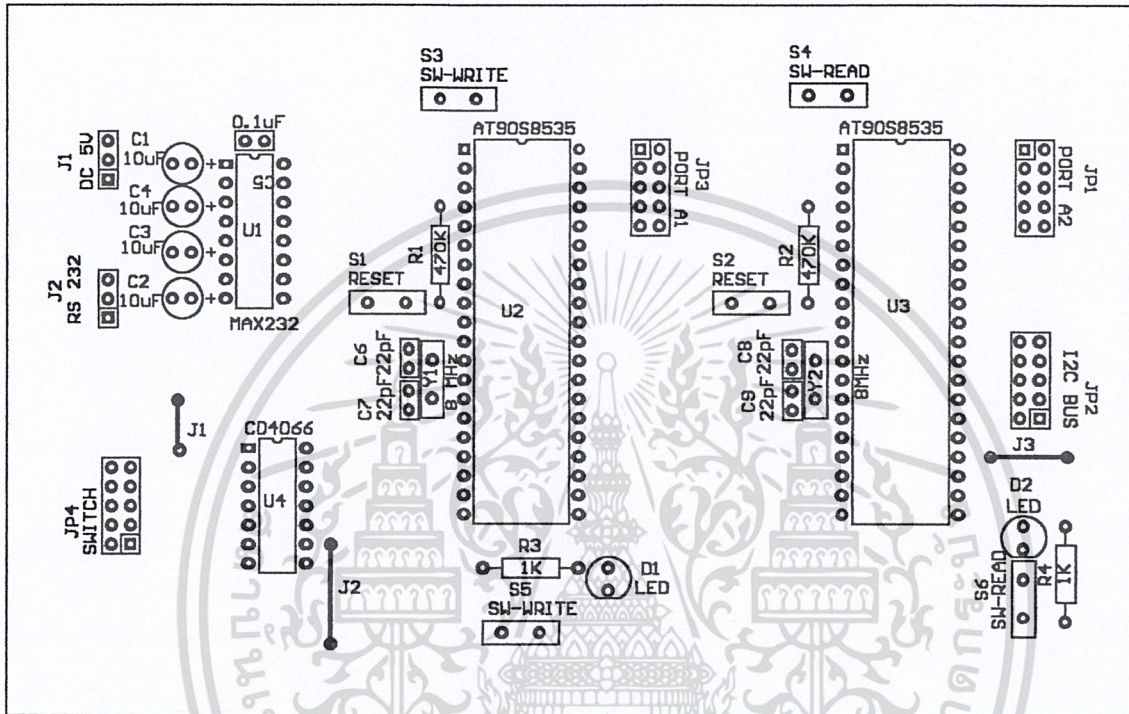 S3
SW-WRITE
S4
SW-READ
0.1uF
AT90S8535
AT90S8535
J1
DC 5V
C1
10uF
+
C5
C4
10uF
+
U1
C3
10uF
+
J2
RS 232
C2
10uF
+
MAX232
JP3
PORT A1
JP1
PORT A2
R1
470K
S1
RESET
U2
R2
470K
S2
RESET
U3
C6
22pF
C7
22pF
Y1
8 MHz
C8
22pF
C9
22pF
Y2
8MHz
I2C BUS
JP2
J1
CD4066
U4
JP4
SWITCH
J2
J3
R3
1K
D1
LED
S5
SW-WRITE
D2
LED
S6
SW-READ
R4
1K